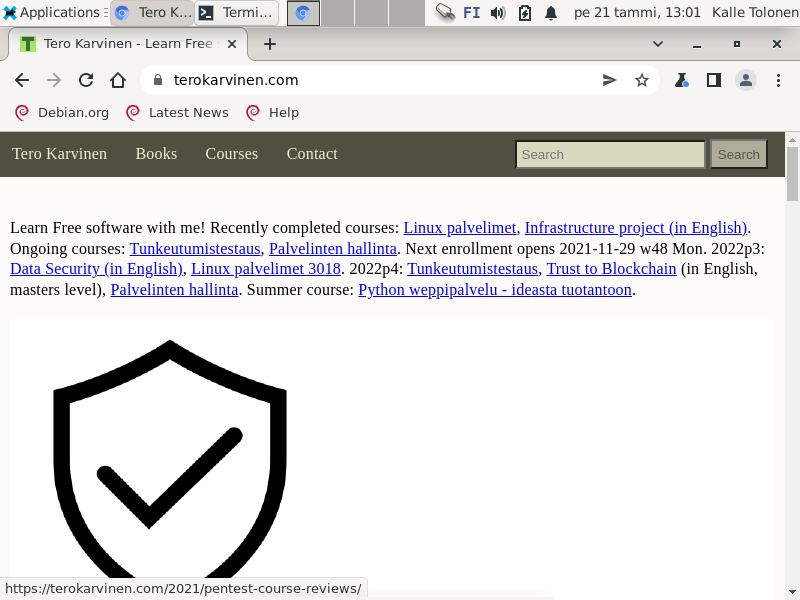 Applications
Tero K...
Termi...
FI
pe 21 tammi, 13:01
Kalle Tolonen
Tero Karvinen - Learn Free
terokarvinen.com
Debian.org
Latest News
Help
Tero Karvinen
Books
Courses
Contact
Search
Search
Learn Free software with me! Recently completed courses: Linux palvelimet, Infrastructure project (in English).
Ongoing courses: Tunkeutumistestaus, Palvelinten hallinta. Next enrollment opens 2021-11-29 w48 Mon. 2022p3:
Data Security (in English), Linux palvelimet 3018. 2022p4: Tunkeutumistestaus, Trust to Blockchain (in English,
masters level), Palvelinten hallinta. Summer course: Python weppipalvelu - ideasta tuotantoon.
https://terokarvinen.com/2021/pentest-course-reviews/